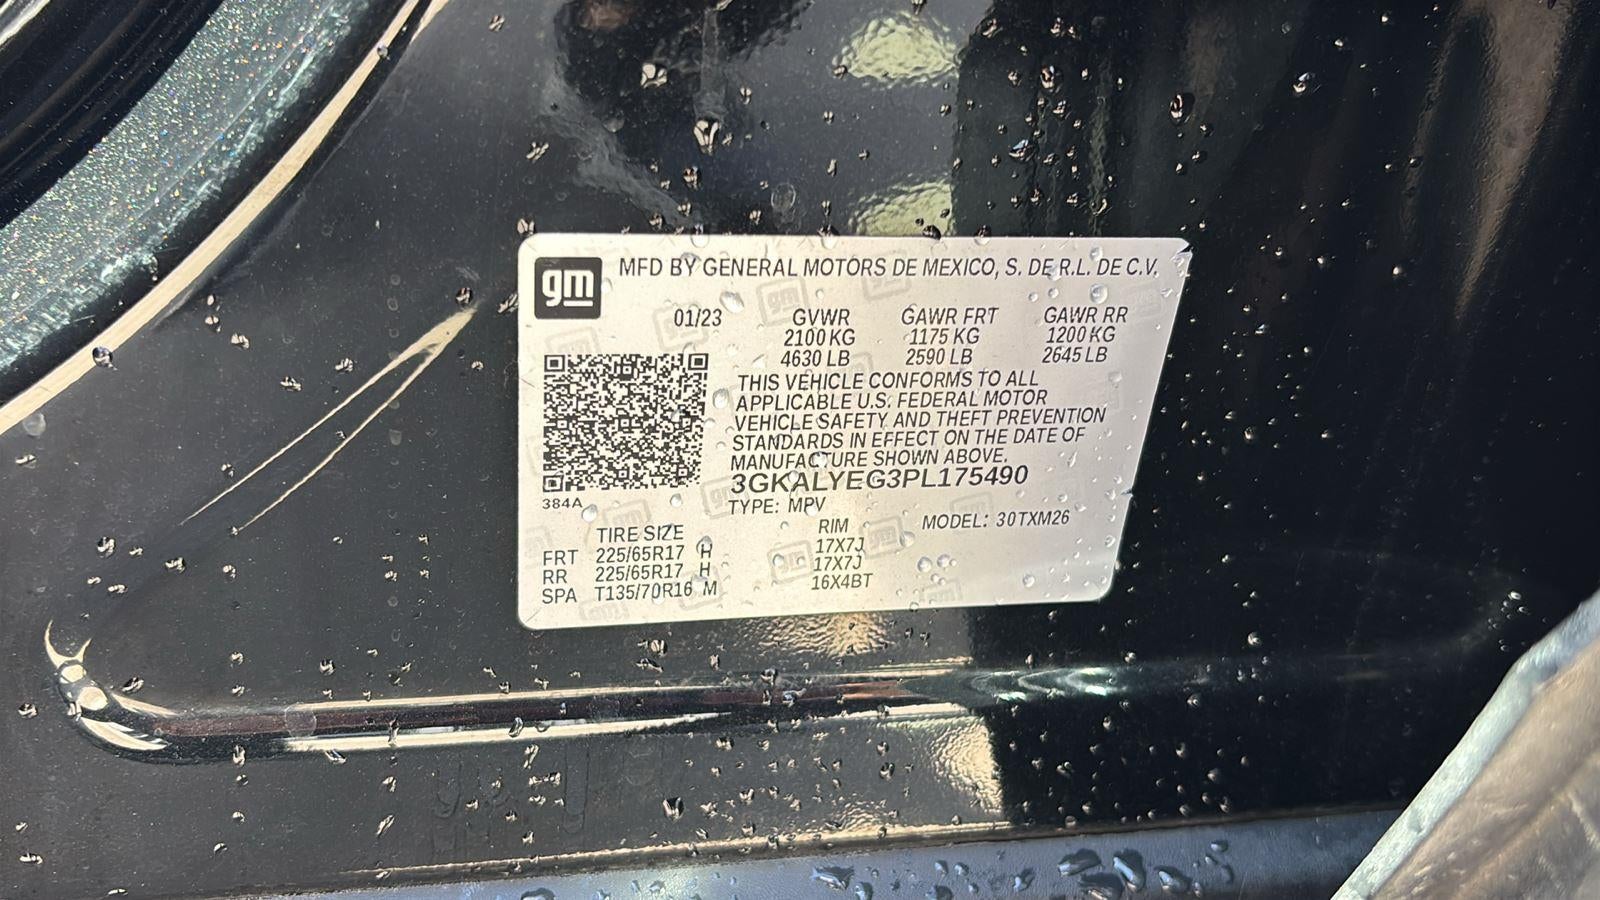 gm MFD BY GENERAL MOTORS DE MEXICO, S. DE R.L. DE C.V.
01/23 GVWR GAWR FRT GAWR RR
2100 KG 1175 KG 1200 KG
4630 LB 2590 LB 2645 LB
THIS VEHICLE CONFORMS TO ALL
APPLICABLE U.S. FEDERAL MOTOR
VEHICLE SAFETY AND THEFT PREVENTION
STANDARDS IN EFFECT ON THE DATE OF
MANUFACTURE SHOWN ABOVE.
3GKALYEG3PL175490
384A
TYPE: MPV MODEL: 30TXM26
TIRE SIZE RIM
FRT 225/65R17 H 17X7J
RR 225/65R17 H 17X7J
SPA T135/70R16 M 16X4BT